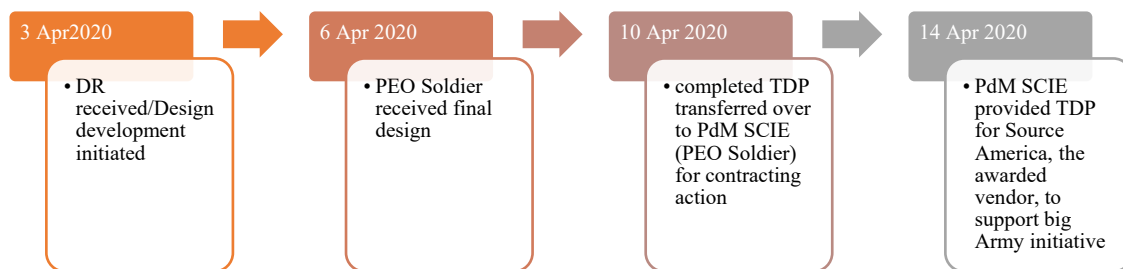 3 Apr2020
• DR
received/Design
development
initiated
6 Apr 2020
• PEO Soldier
received final
design
10 Apr 2020
• completed TDP
transferred over
to PdM SCIE
(PEO Soldier)
for contracting
action
14 Apr 2020
• PdM SCIE
provided TDP
for Source
America, the
awarded
vendor, to
support big
Army initiative